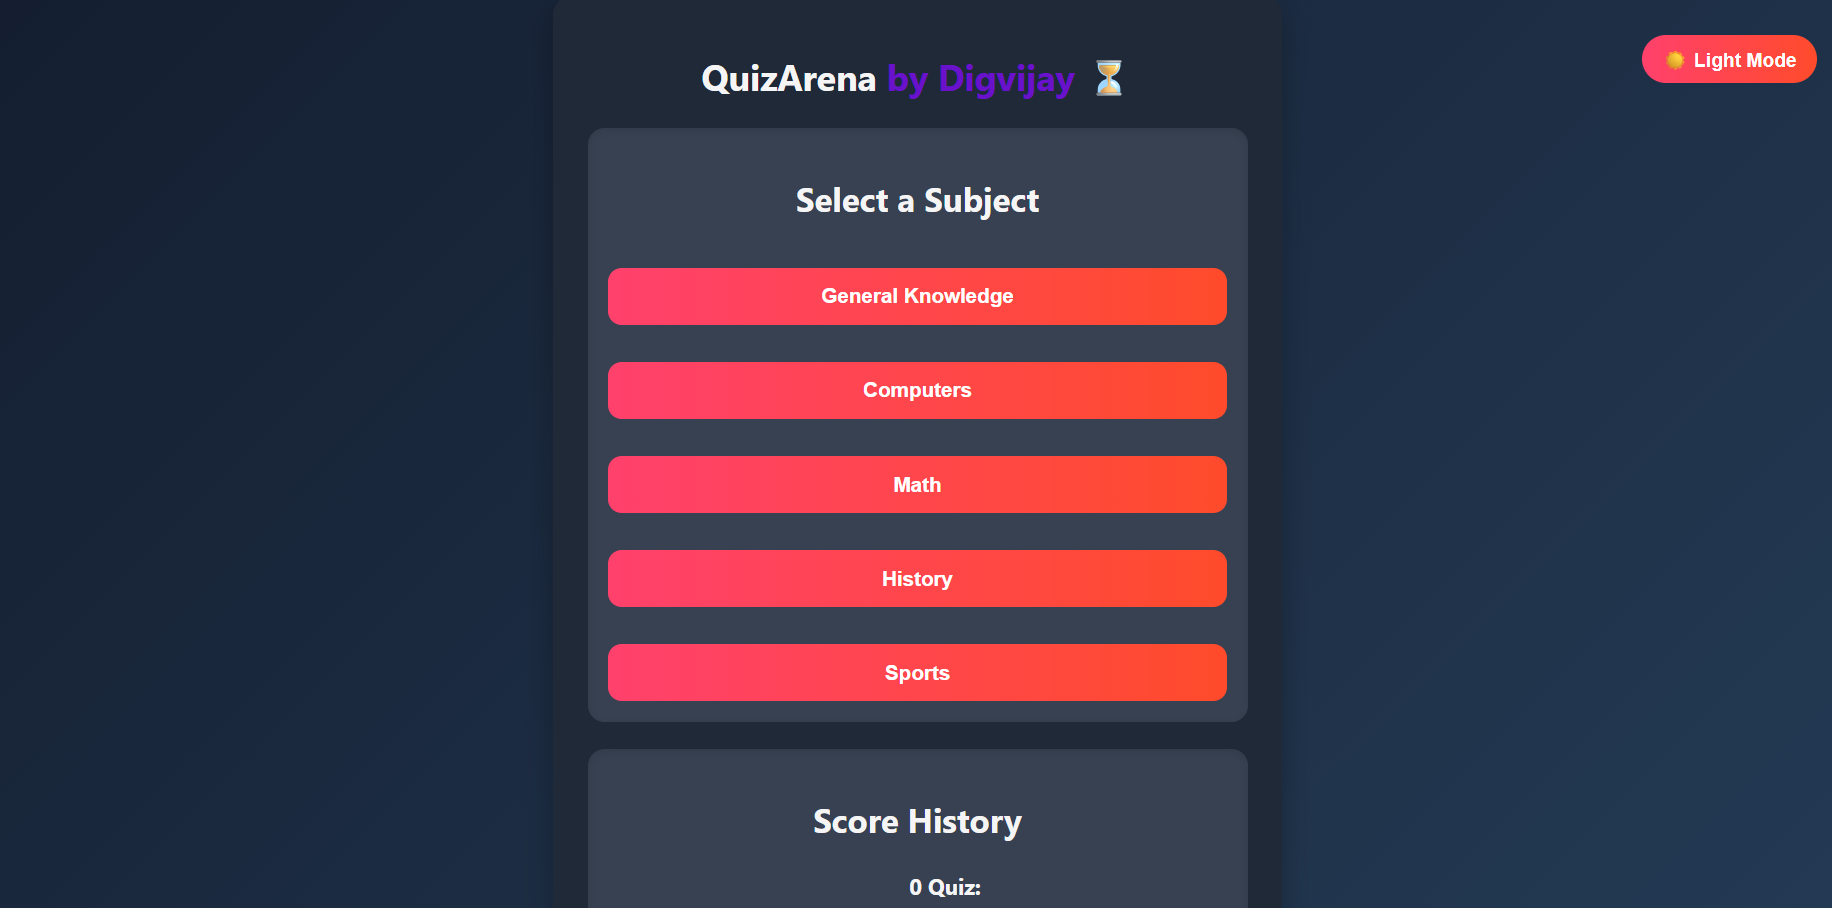 QuizArena by Digvijay ⏳
☀️ Light Mode
Select a Subject
General Knowledge
Computers
Math
History
Sports
Score History
0 Quiz: